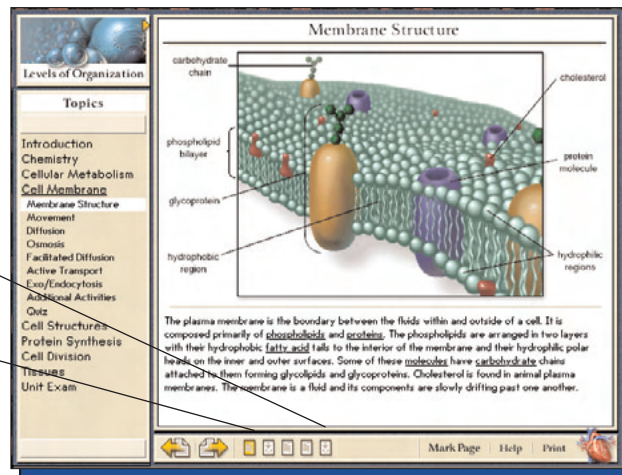 Levels of Organization
Topics
Introduction
Chemistry
Cellular Metabolism
Cell Membrane
Membrane Structure
Movement
Diffusion
Osmosis
Facilitated Diffusion
Active Transport
Exo/Endocytosis
Additional Activities
Quiz
Cell Structures
Protein Synthesis
Cell Division
Tissues
Unit Exam
Membrane Structure
carbohydrate
chain
cholesterol
phospholipid
bilayer
protein
molecule
glycoprotein
hydrophobic
region
hydrophilic
regions
The plasma membrane is the boundary between the fluids within and outside of a cell. It is
composed primarily of phospholipids and proteins. The phospholipids are arranged in two layers
with their hydrophobic fatty acid tails to the interior of the membrane and their hydrophilic polar
heads on the inner and outer surfaces. Some of these molecules have carbohydrate chains
attached to them forming glycolipids and glycoproteins. Cholesterol is found in animal plasma
membranes. The membrane is a fluid and its components are slowly drifting past one another.
Mark Page Help Print